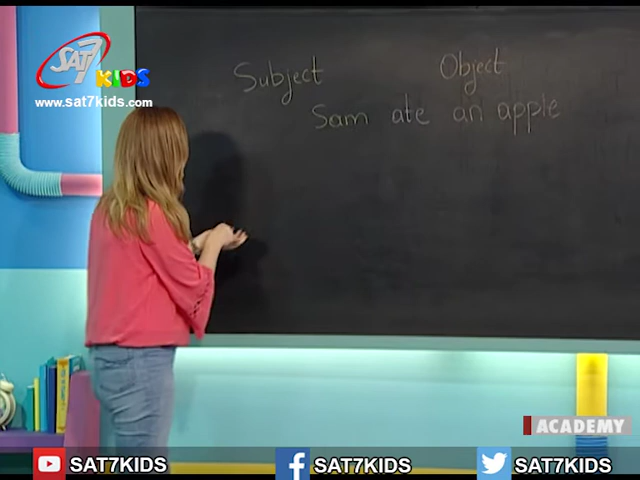 SAT7 KIDS
www.sat7kids.com
Subject Object
Sam ate an apple
ACADEMY
SAT7KIDS SAT7KIDS SAT7KIDS